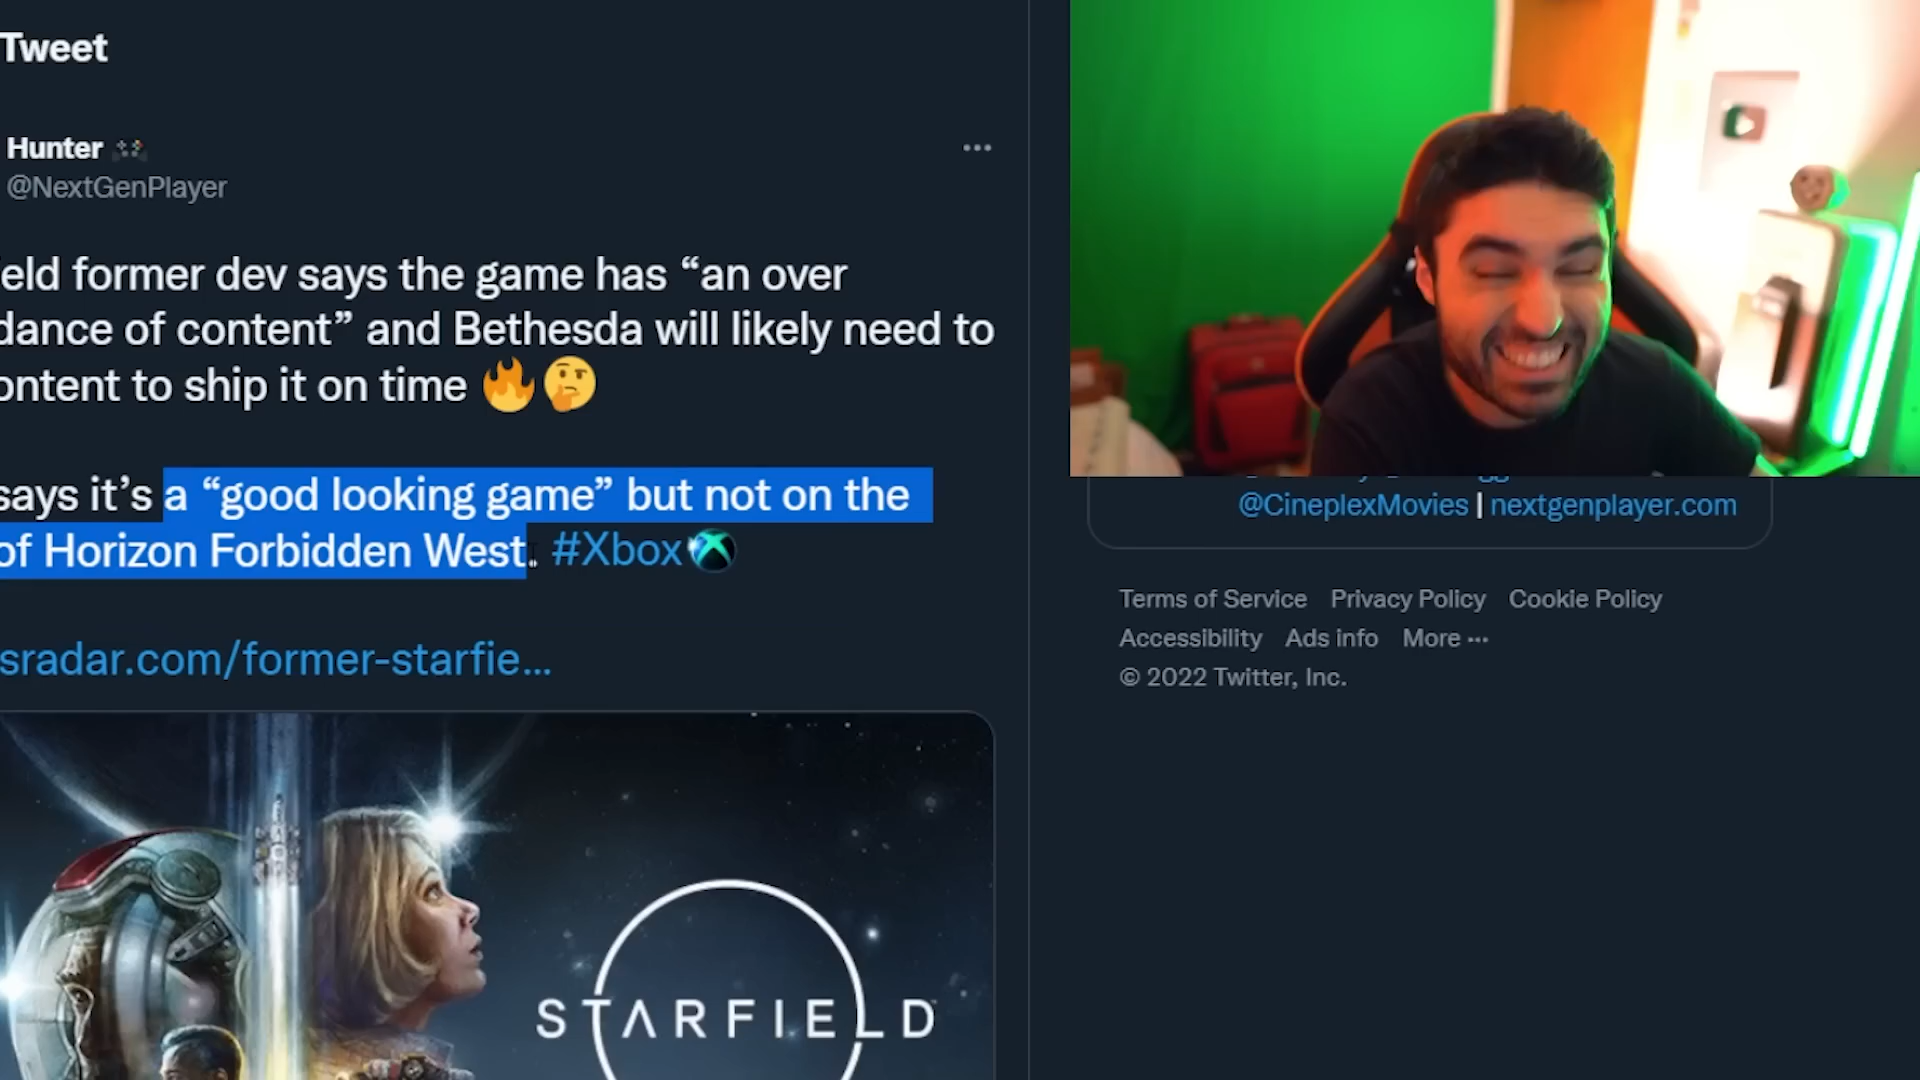 Tweet
Hunter
@NextGenPlayer
eld former dev says the game has “an over
dance of content” and Bethesda will likely need to
ontent to ship it on time
says it’s a “good looking game” but not on the
of Horizon Forbidden West. #Xbox
sradar.com/former-starfie...
STARFIELD
@CineplexMovies | nextgenplayer.com
Terms of Service Privacy Policy Cookie Policy
Accessibility Ads info More ...
© 2022 Twitter, Inc.